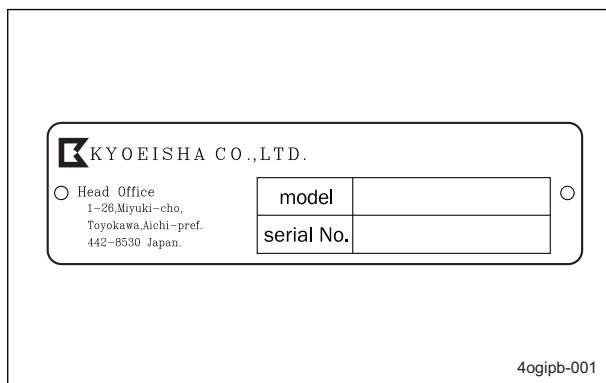 KYOEISHA CO.,LTD.
Head Office
1-26,Miyuki-cho,
Toyokawa,Aichi-pref.
442-8530 Japan.
model
serial No.
4ogipb-001